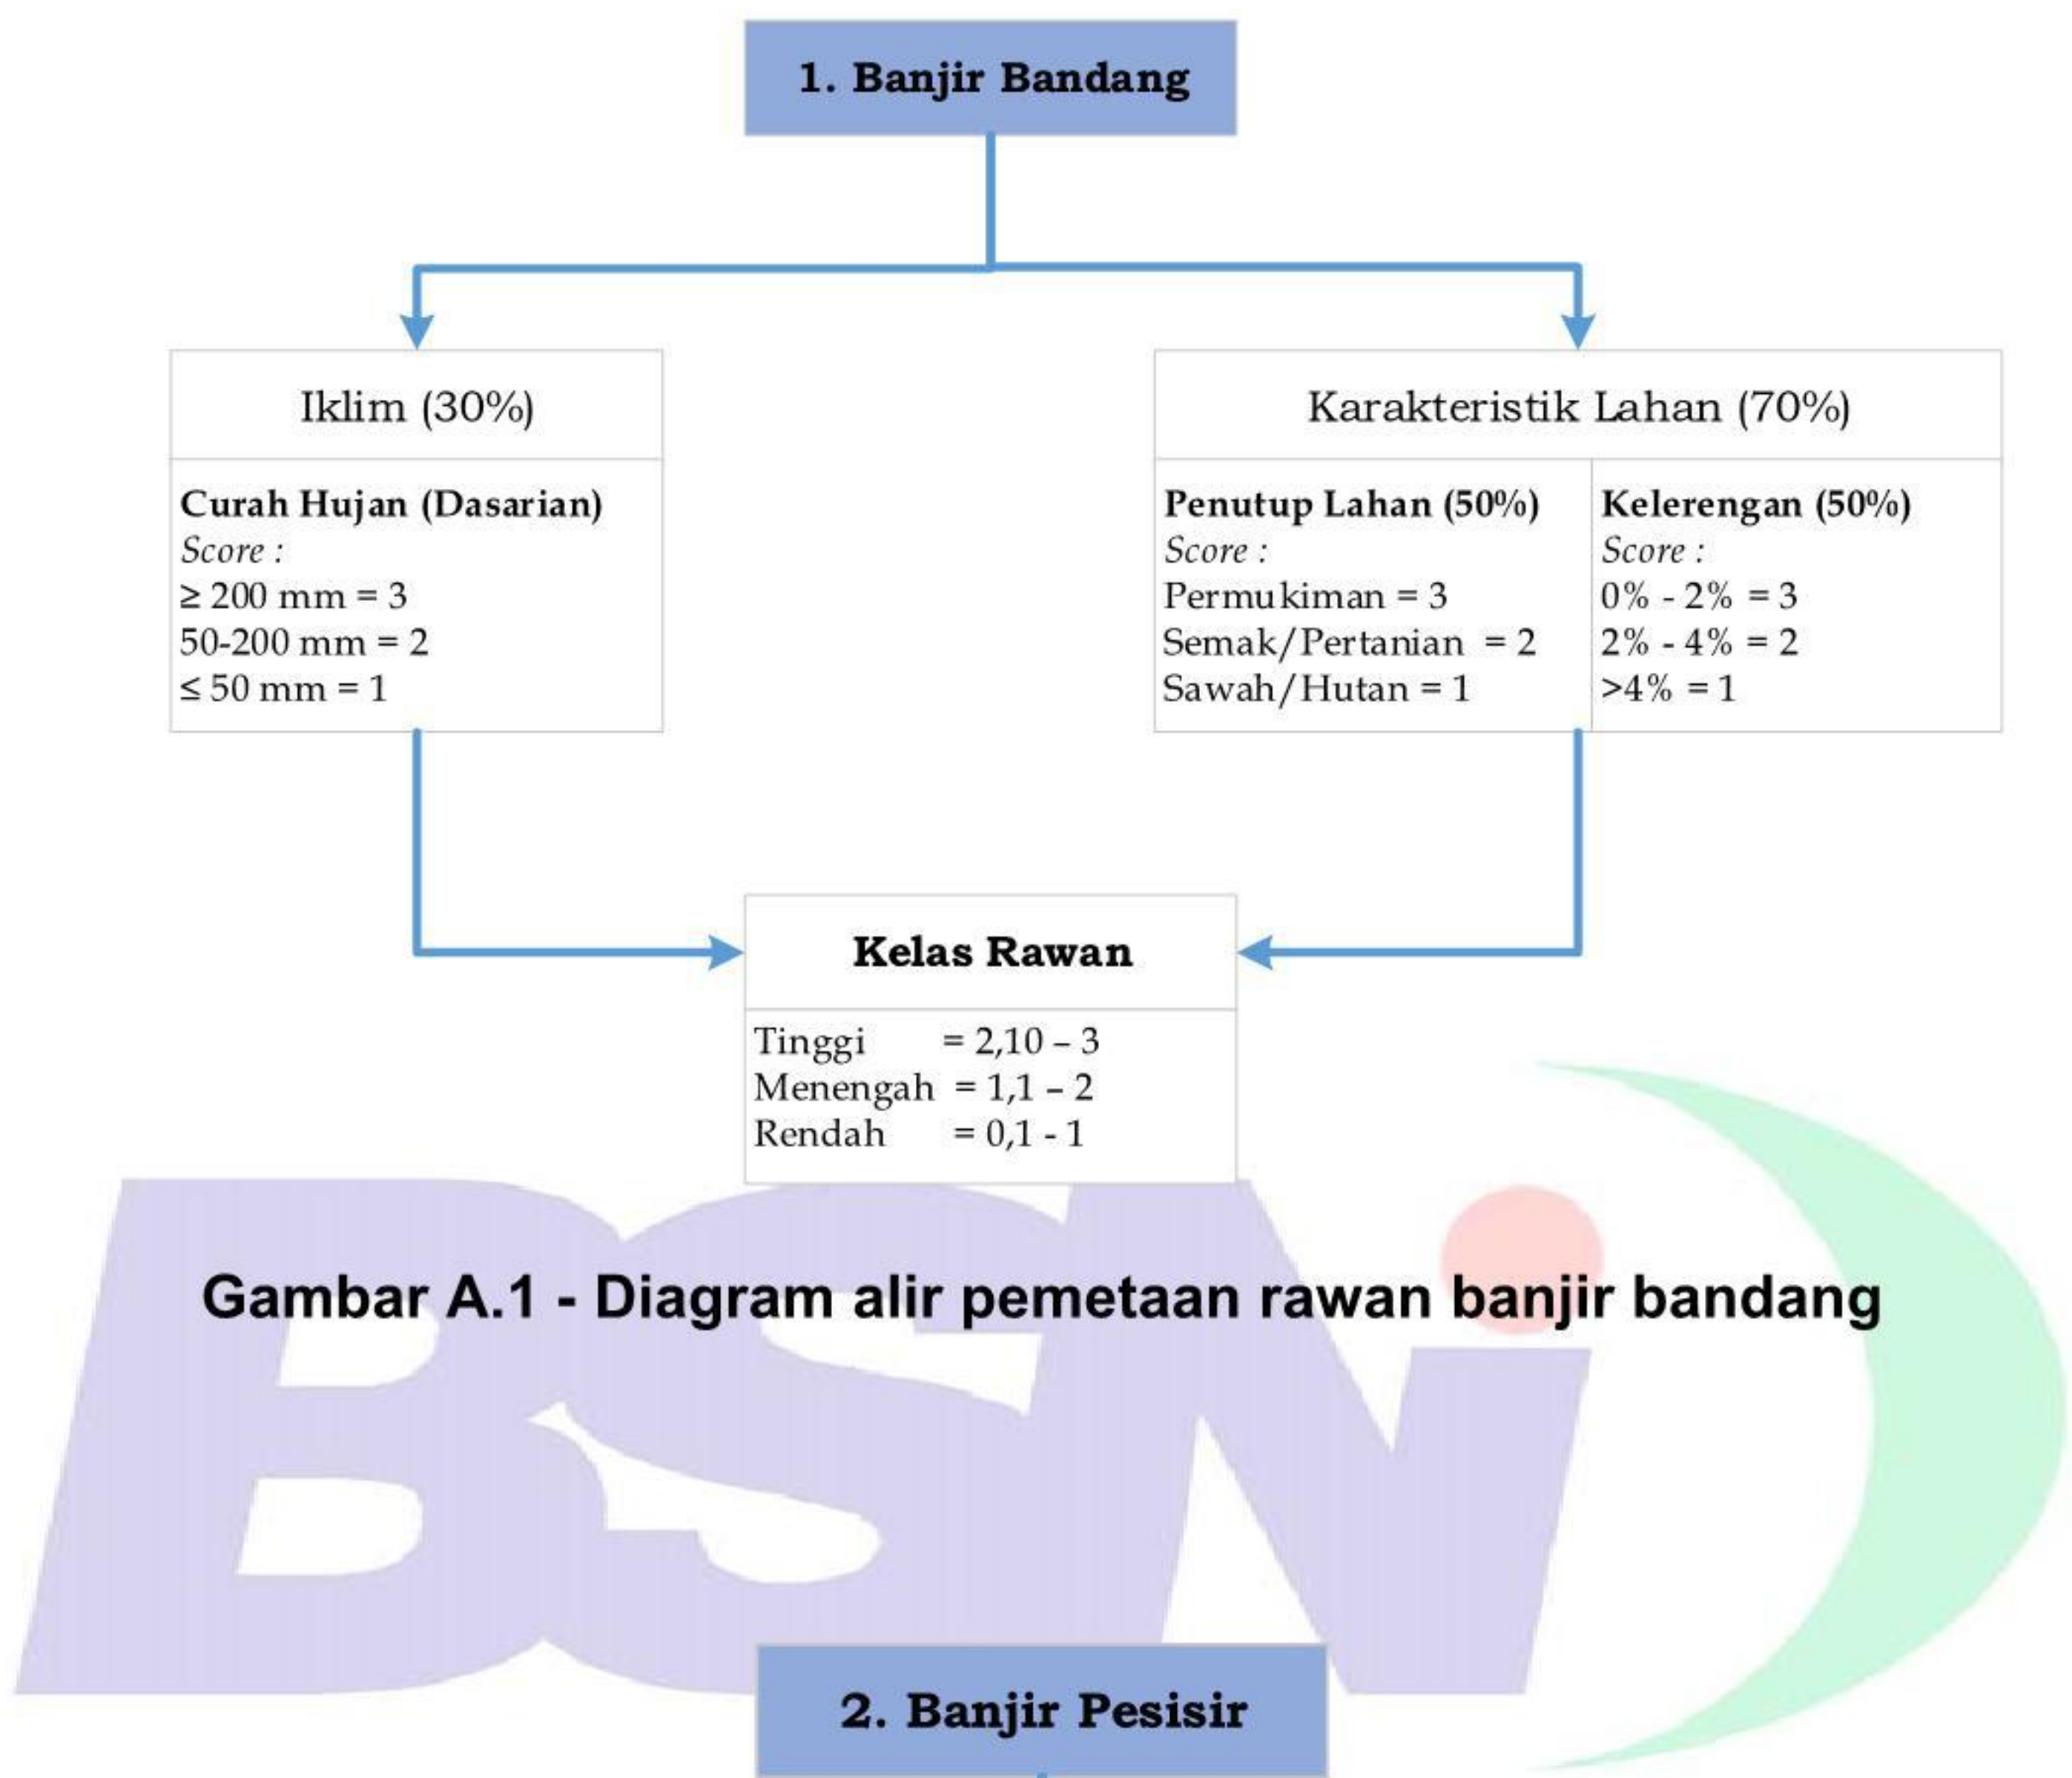 1. Banjir Bandang
Iklim (30%)
Curah Hujan (Dasarian)
Score :
≥ 200 mm = 3
50-200 mm = 2
≤ 50 mm = 1
Karakteristik Lahan (70%)
Penutup Lahan (50%)
Score :
Permukiman = 3
Semak/Pertanian = 2
Sawah/Hutan = 1
Kelerengan (50%)
Score :
0% - 2% = 3
2% - 4% = 2
>4% = 1
Kelas Rawan
Tinggi = 2,10 – 3
Menengah = 1,1 – 2
Rendah = 0,1 - 1
Gambar A.1 - Diagram alir pemetaan rawan banjir bandang
BSNi
2. Banjir Pesisir